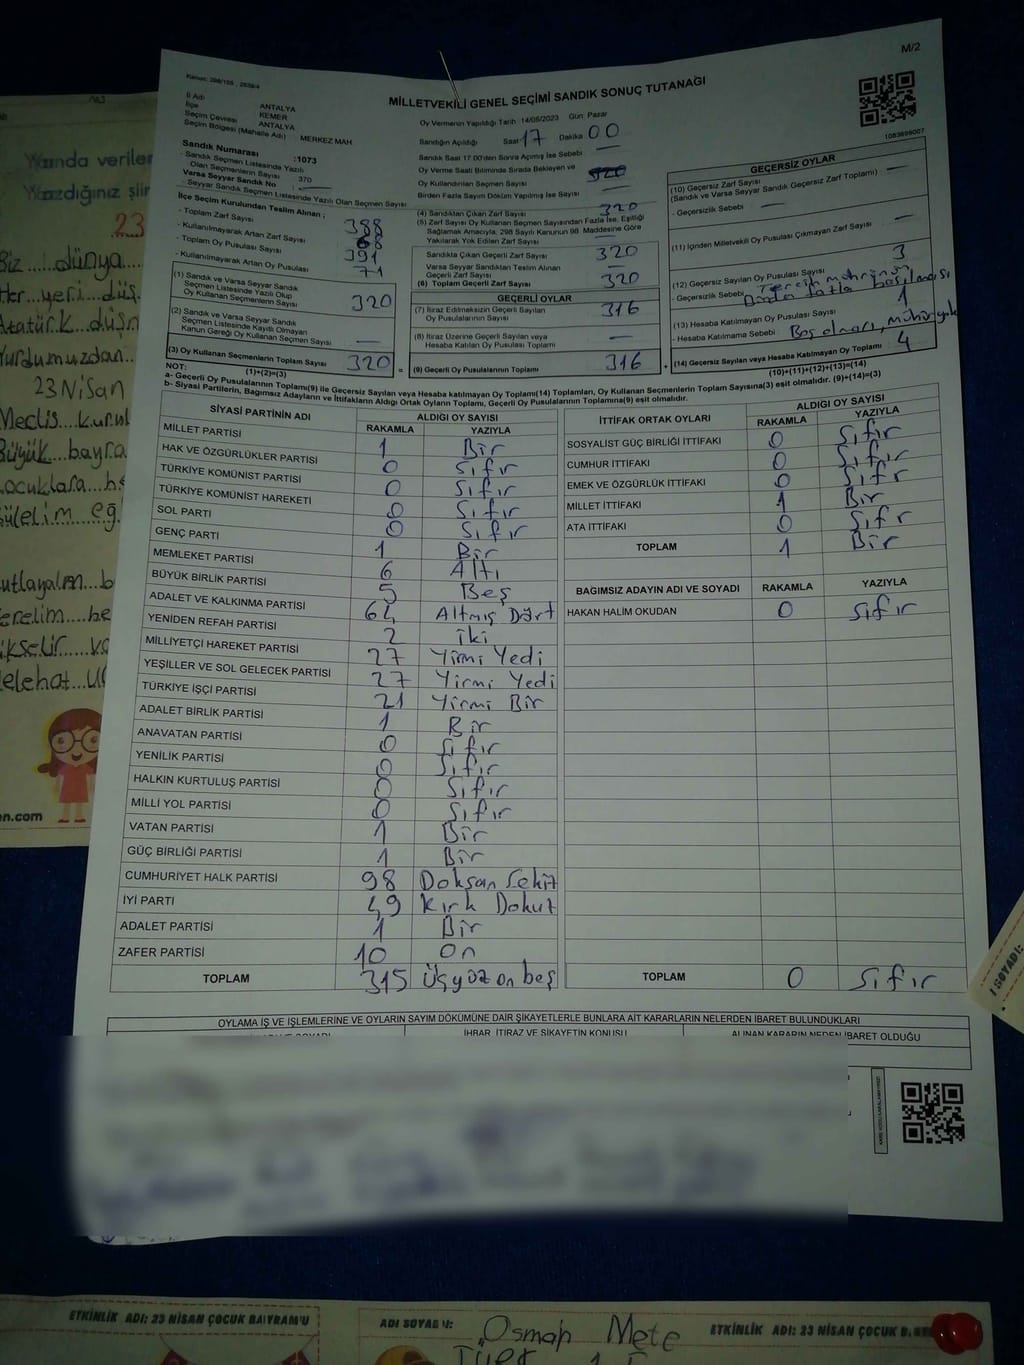 M/2
Kanun: 298/105 , 2839/4
MİLLETVEKİLİ GENEL SEÇİMİ SANDIK SONUÇ TUTANAĞI
1083699007
İl Adı ANTALYA
İlçe KEMER
Seçim Çevresi ANTALYA
Seçim Bölgesi (Mahalle Adı) MERKEZ MAH
Sandık Numarası :1073
- Sandık Seçmen Listesinde Yazılı
Olan Seçmenlerin Sayısı 370
Varsa Seyyar Sandık No :
- Seyyar Sandık Seçmen Listesinde Yazılı Olan Seçmen Sayısı
İlçe Seçim Kurulundan Teslim Alınan ;
- Toplam Zarf Sayısı 388
- Kullanılmayarak Artan Zarf Sayısı 68
- Toplam Oy Pusulası Sayısı 391
- Kullanılmayarak Artan Oy Pusulası 71
(1) Sandık ve Varsa Seyyar Sandık
Seçmen Listesinde Yazılı Olup
Oy Kullanan Seçmenlerin Sayısı 320
(2) Sandık ve Varsa Seyyar Sandık
Seçmen Listesinde Kayıtlı Olmayan
Kanun Gereği Oy Kullanan Seçmen Sayısı —
(3) Oy Kullanan Seçmenlerin Toplam Sayısı 320
(1)+(2)=(3)
Oy Vermenin Yapıldığı Tarih 14/05/2023 Gün: Pazar
Sandığın Açıldığı Saat 17 Dakika 00
Sandık Saat 17:00'den Sonra Açılmış İse Sebebi : —
Oy Verme Saati Bitiminde Sırada Bekleyen ve
Oy Kullandırılan Seçmen Sayısı
Birden Fazla Sayım Döküm Yapılmış İse Sayısı —
(4) Sandıktan Çıkan Zarf Sayısı 320
(5) Zarf Sayısı Oy Kullanan Seçmen Sayısından Fazla İse, Eşitliği
Sağlamak Amacıyla, 298 Sayılı Kanunun 98. Maddesine Göre
Yakılarak Yok Edilen Zarf Sayısı —
Sandıkta Çıkan Geçerli Zarf Sayısı 320
Varsa Seyyar Sandıktan Teslim Alınan
Geçerli Zarf Sayısı —
(6) Toplam Geçerli Zarf Sayısı 320
GEÇERLİ OYLAR
(7) İtiraz Edilmeksizin Geçerli Sayılan
Oy Pusulalarının Sayısı 316
(8) İtiraz Üzerine Geçerli Sayılan veya
Hesaba Katılan Oy Pusulası Toplamı —
(9) Geçerli Oy Pusulalarının Toplamı 316
GEÇERSİZ OYLAR
(10) Geçersiz Zarf Sayısı
(Sandık ve Varsa Seyyar Sandık Geçersiz Zarf Toplamı) —
- Geçersizlik Sebebi : —
(11) İçinden Milletvekili Oy Pusulası Çıkmayan Zarf Sayısı —
(12) Geçersiz Sayılan Oy Pusulası Sayısı 3
- Geçersizlik Sebebi : Tercih mührünün
fazla basılması
(13) Hesaba Katılmayan Oy Pusulası Sayısı 1
- Hesaba Katılmama Sebebi : Boş olması,
(14) Geçersiz Sayılan veya Hesaba Katılmayan Oy Toplamı 4
(10)+(11)+(12)+(13)=(14)
NOT:
a- Geçerli Oy Pusulalarının Toplamı(9) ile Geçersiz Sayılan veya Hesaba katılmayan Oy Toplamı(14) Toplamları, Oy Kullanan Seçmenlerin Toplam Sayısına(3) eşit olmalıdır. (9)+(14)=(3)
b- Siyasi Partilerin, Bağımsız Adayların ve İttifakların Aldığı Ortak Oyların Toplamı, Geçerli Oy Pusulalarının Toplamına(9) eşit olmalıdır.
SİYASİ PARTİNİN ADI ALDIĞI OY SAYISI
RAKAMLA YAZIYLA
MİLLET PARTİSİ 1 Bir
HAK VE ÖZGÜRLÜKLER PARTİSİ 0 Sıfır
TÜRKİYE KOMÜNİST PARTİSİ 0 Sıfır
TÜRKİYE KOMÜNİST HAREKETİ 0 Sıfır
SOL PARTİ 0 Sıfır
GENÇ PARTİ 1 Bir
MEMLEKET PARTİSİ 6 Altı
BÜYÜK BİRLİK PARTİSİ 5 Beş
ADALET VE KALKINMA PARTİSİ 64 Altmış Dört
YENİDEN REFAH PARTİSİ 2 İki
MİLLİYETÇİ HAREKET PARTİSİ 27 Yirmi Yedi
YEŞİLLER VE SOL GELECEK PARTİSİ 27 Yirmi Yedi
TÜRKİYE İŞÇİ PARTİSİ 21 Yirmi Bir
ADALET BİRLİK PARTİSİ 1 Bir
ANAVATAN PARTİSİ 0 Sıfır
YENİLİK PARTİSİ 0 Sıfır
HALKIN KURTULUŞ PARTİSİ 0 Sıfır
MİLLİ YOL PARTİSİ 0 Sıfır
VATAN PARTİSİ 1 Bir
GÜÇ BİRLİĞİ PARTİSİ 1 Bir
CUMHURİYET HALK PARTİSİ 98 Doksan Sekiz
İYİ PARTİ 49 Kırk Dokuz
ADALET PARTİSİ 1 Bir
ZAFER PARTİSİ 10 On
TOPLAM 315 Üçyüz on beş
İTTİFAK ORTAK OYLARI ALDIĞI OY SAYISI
RAKAMLA YAZIYLA
SOSYALİST GÜÇ BİRLİĞİ İTTİFAKI 0 Sıfır
CUMHUR İTTİFAKI 0 Sıfır
EMEK VE ÖZGÜRLÜK İTTİFAKI 0 Sıfır
MİLLET İTTİFAKI 1 Bir
ATA İTTİFAKI 0 Sıfır
TOPLAM 1 Bir
BAĞIMSIZ ADAYIN ADI VE SOYADI RAKAMLA YAZIYLA
HAKAN HALİM OKUDAN 0 Sıfır
TOPLAM 0 Sıfır
OYLAMA İŞ VE İŞLEMLERİNE VE OYLARIN SAYIM DÖKÜMÜNE DAİR ŞİKAYETLERLE BUNLARA AİT KARARLARIN NELERDEN İBARET BULUNDUKLARI
İHBAR, İTİRAZ VE ŞİKAYETİN KONUSU ALINAN KARARIN NEDEN İBARET OLDUĞU
Yanda verilen
Yazdığınız şiir
23
Biz....dünya
Her...yeri...düş
Atatürk...düşn
Yurdumuzdan..
23 Nisan
Meclis...kurul
Büyük...bayra
Çocuklara...he
Gülelim...eğ
utlayalım...b
erelim....be
ükselir...ve
elehat...
en.com
I SOYADI:
ETKİNLİK ADI: 23 NİSAN ÇOCUK BAYRAMI
ADI SOYADI: Osman Mete
ETKİNLİK ADI: 23 NİSAN ÇOCUK B